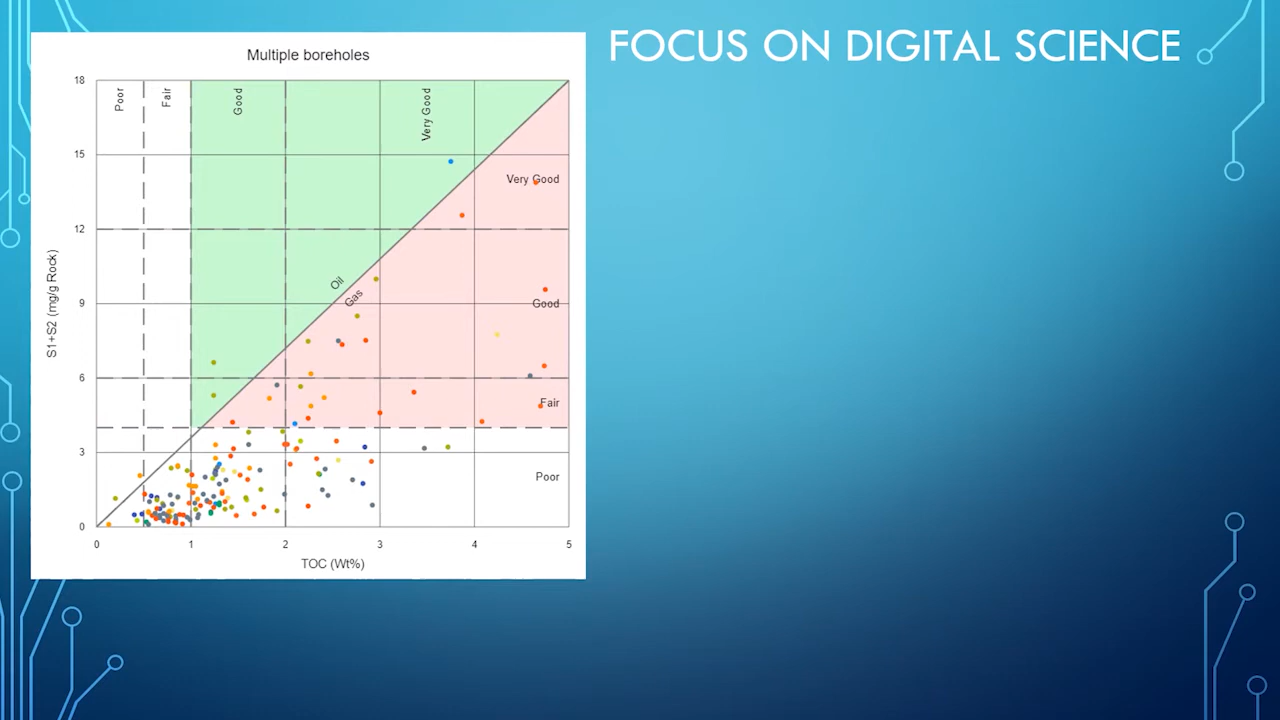 FOCUS ON DIGITAL SCIENCE
Multiple boreholes
S1+S2 (mg/g Rock)
18
15
12
9
6
3
0
Poor
Fair
Good
Very Good
Oil
Gas
Very Good
Good
Fair
Poor
0 1 2 3 4 5
TOC (Wt%)